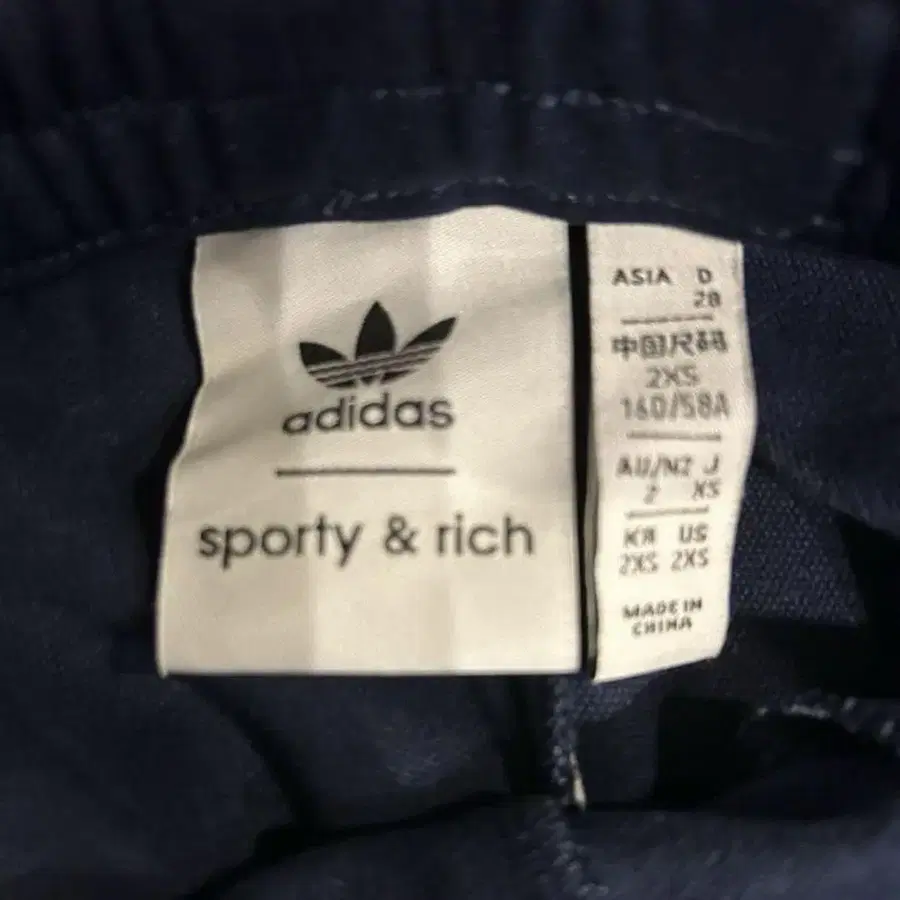 adidas
sporty & rich
ASIA D
28
中国尺码
2XS
160/58A
AU/NZ J
2 XS
KR US
2XS 2XS
MADE IN
CHINA